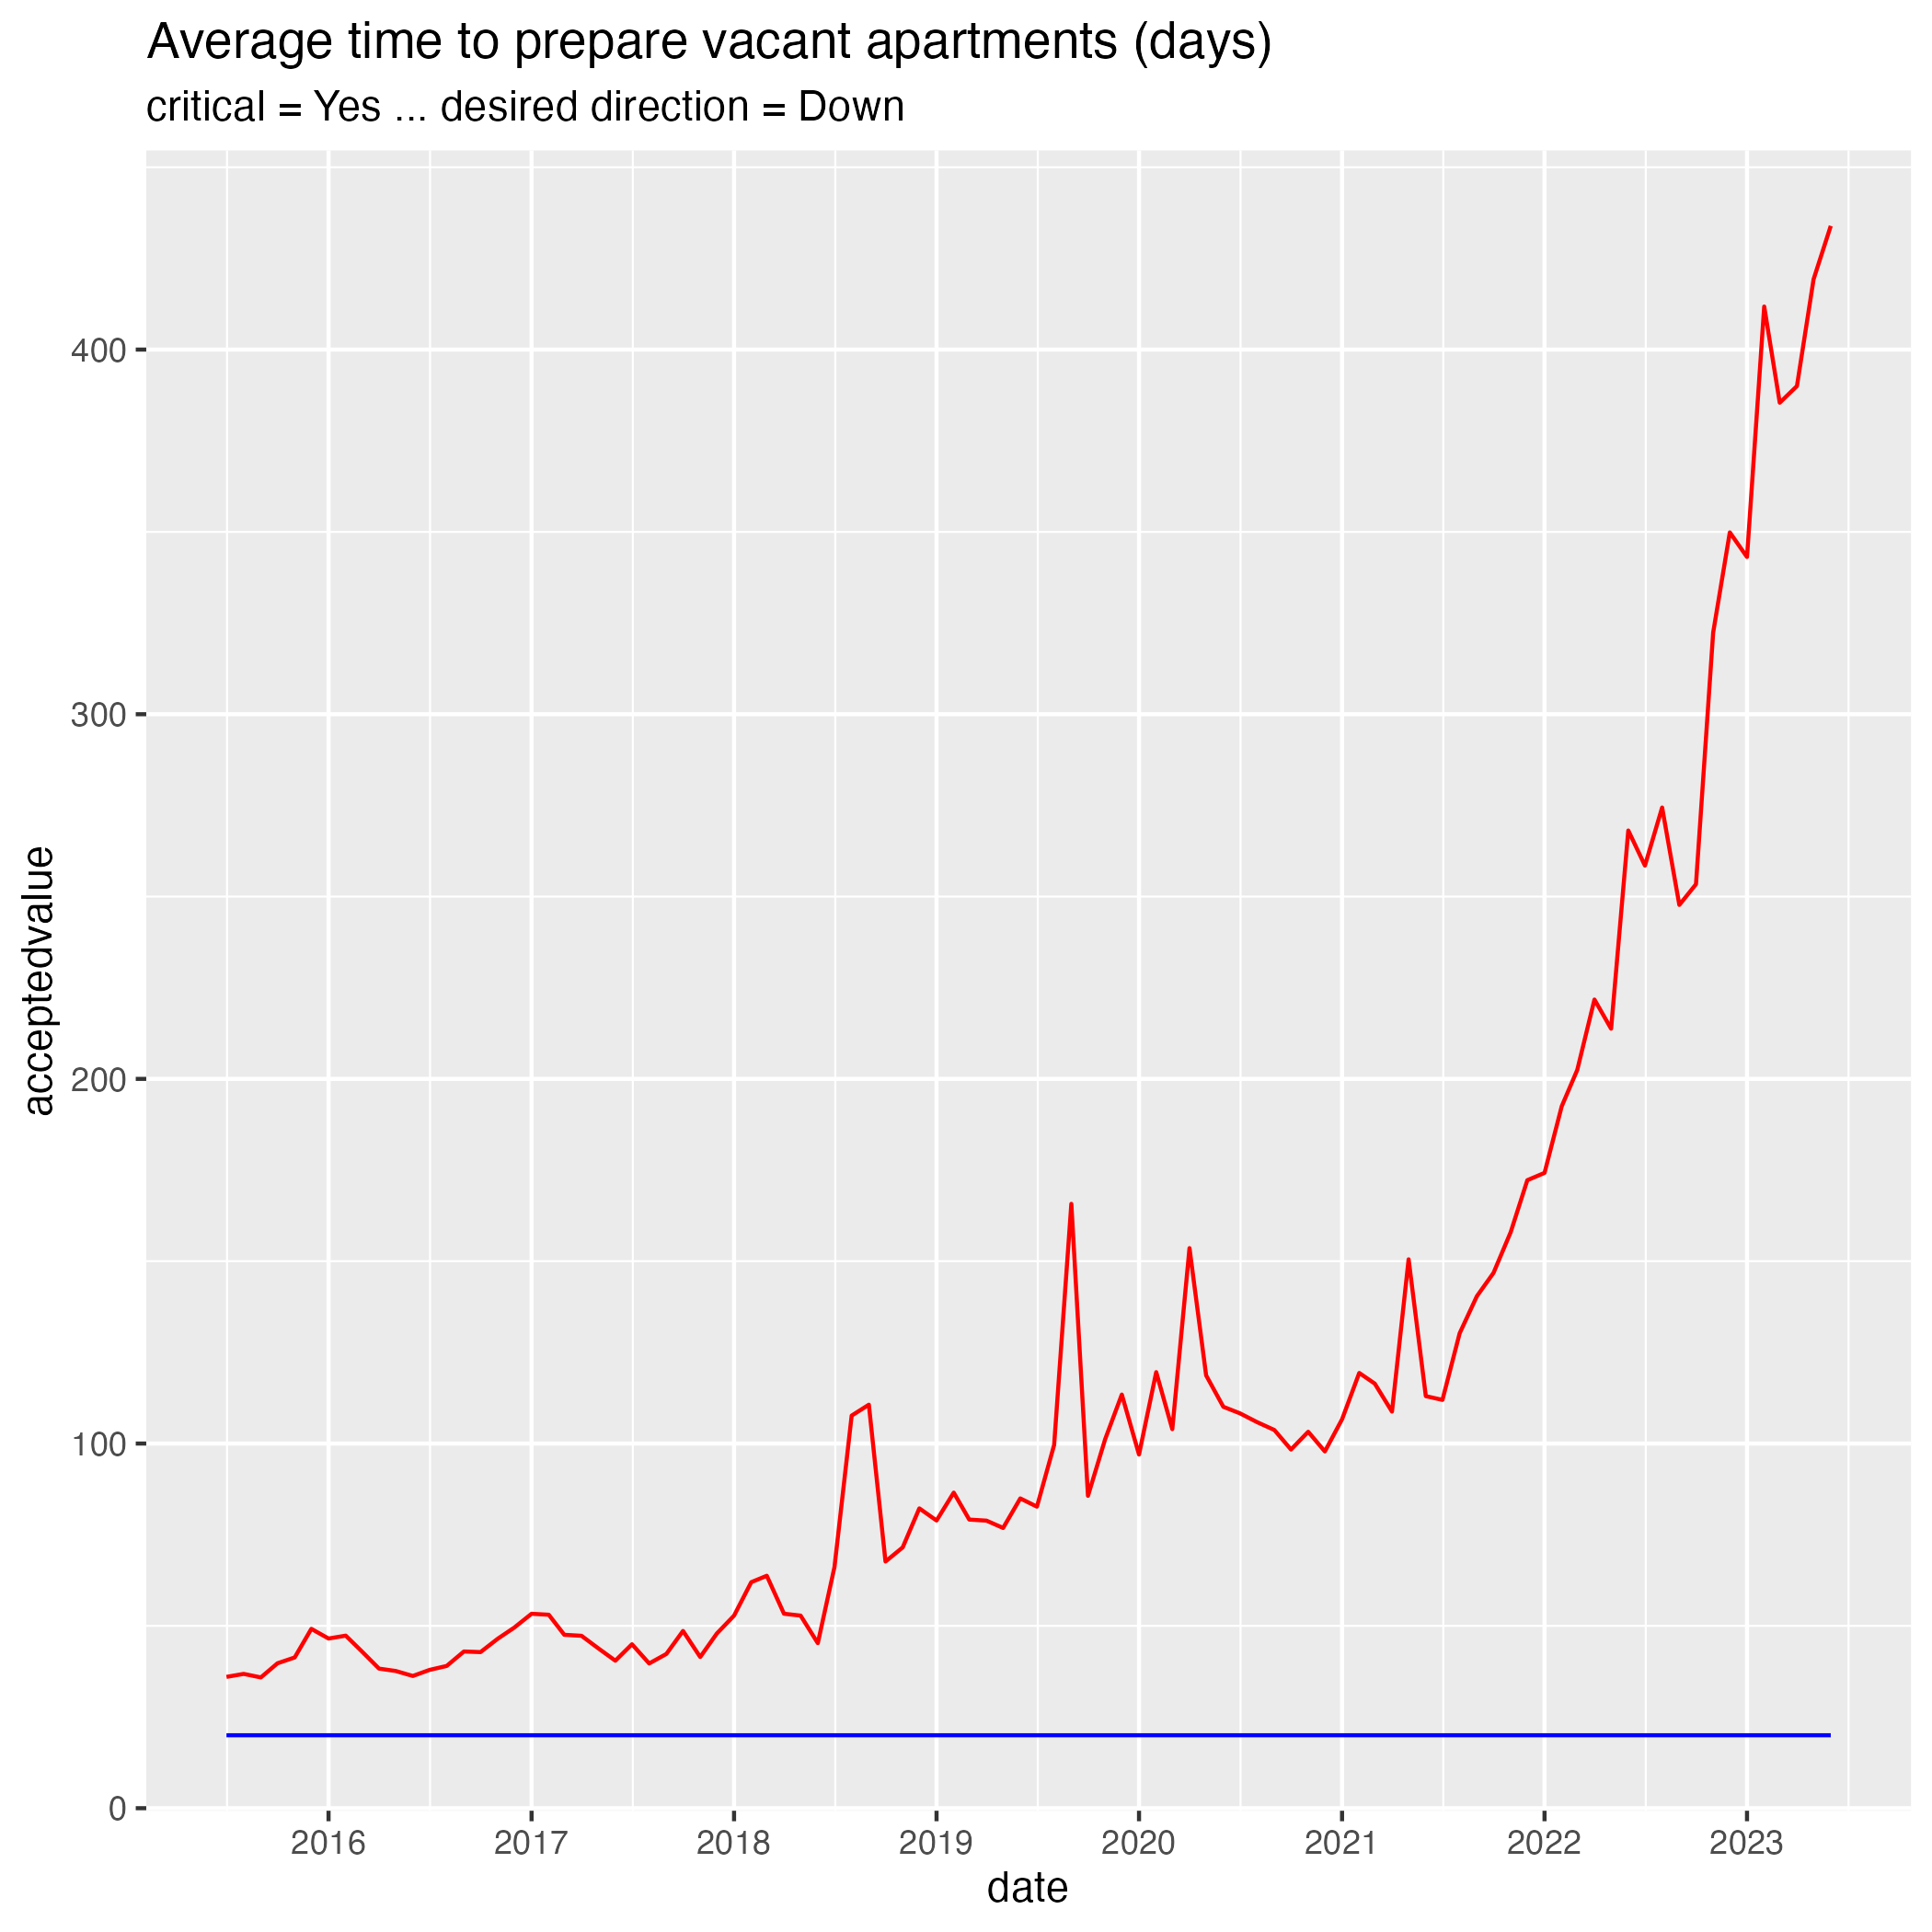 Average time to prepare vacant apartments (days)
critical = Yes ... desired direction = Down
acceptedvalue
400
300
200
100
0
2016 2017 2018 2019 2020 2021 2022 2023
date